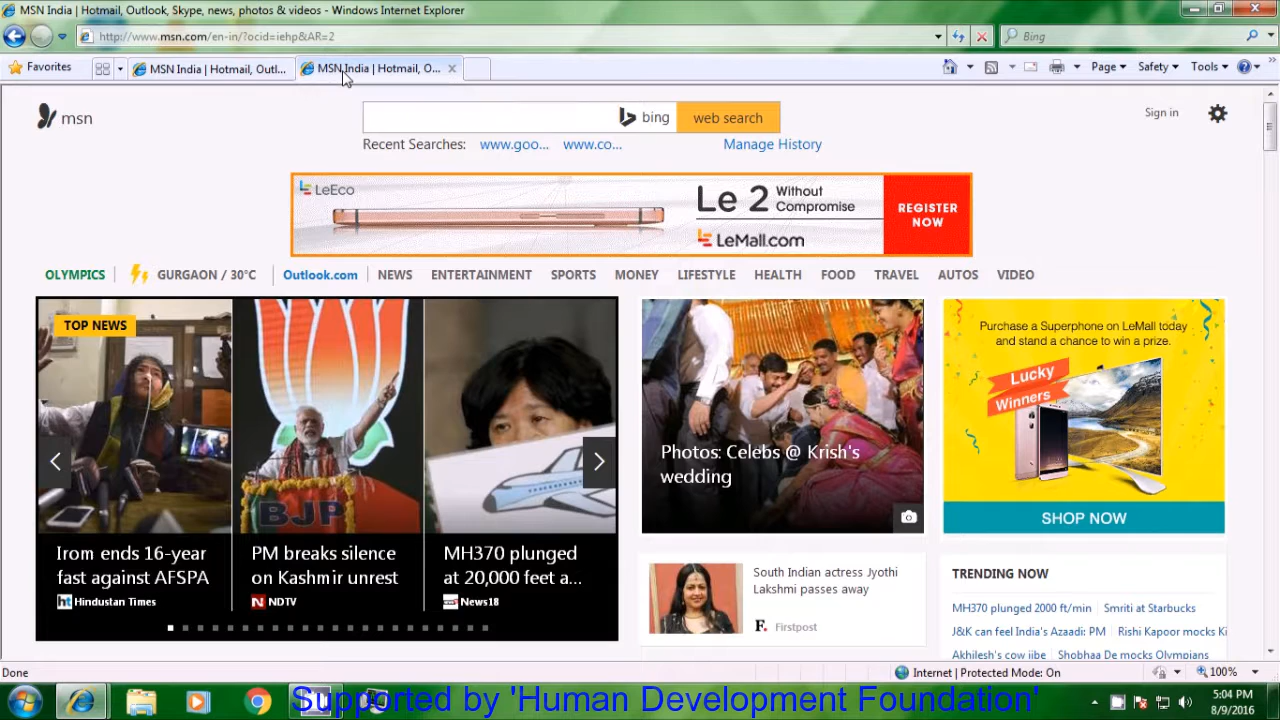 MSN India | Hotmail, Outlook, Skype, news, photos & videos - Windows Internet Explorer
http://www.msn.com/en-in/?ocid=iehp&AR=2
Bing
Favorites
MSN India | Hotmail, Outl...
MSN India | Hotmail, O...
Page
Safety
Tools
msn
bing
web search
Sign in
Recent Searches: www.goo... www.co... Manage History
LeEco
Le 2 Without Compromise
LeMall.com
REGISTER NOW
OLYMPICS
GURGAON / 30°C
Outlook.com
NEWS
ENTERTAINMENT
SPORTS
MONEY
LIFESTYLE
HEALTH
FOOD
TRAVEL
AUTOS
VIDEO
TOP NEWS
BJP
Irom ends 16-year
fast against AFSPA
ht Hindustan Times
PM breaks silence
on Kashmir unrest
N NDTV
MH370 plunged
at 20,000 feet a...
News18
Photos: Celebs @ Krish's
wedding
Purchase a Superphone on LeMall today
and stand a chance to win a prize.
Lucky
Winners
SHOP NOW
South Indian actress Jyothi
Lakshmi passes away
F. Firstpost
TRENDING NOW
MH370 plunged 2000 ft/min
Smriti at Starbucks
J&K can feel India's Azaadi: PM
Rishi Kapoor mocks Ki
Akhilesh's cow jibe
Shobhaa De mocks Olympians
Done
Internet | Protected Mode: On
100%
Supported by 'Human Development Foundation'
5:04 PM
8/9/2016